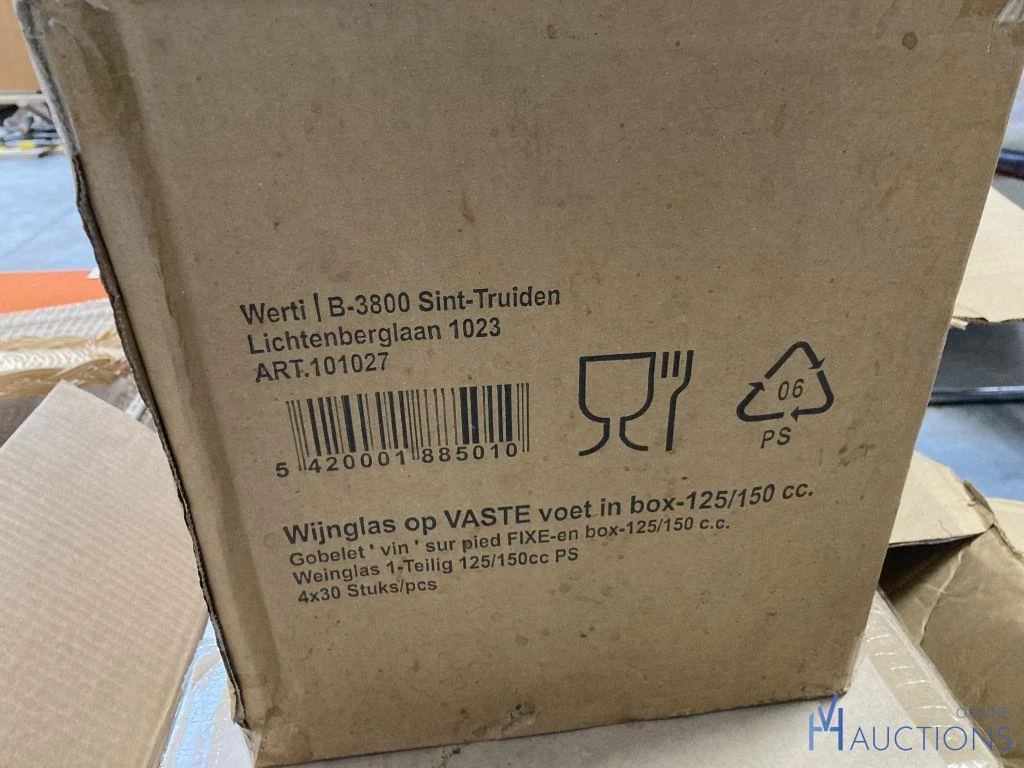 Werti | B-3800 Sint-Truiden
Lichtenberglaan 1023
ART.101027
5 420001 885010
06
PS
Wijnglas op VASTE voet in box-125/150 cc.
Gobelet ' vin ' sur pied FIXE-en box-125/150 c.c.
Weinglas 1-Teilig 125/150cc PS
4x30 Stuks/pcs
VH ONLINE
AUCTIONS